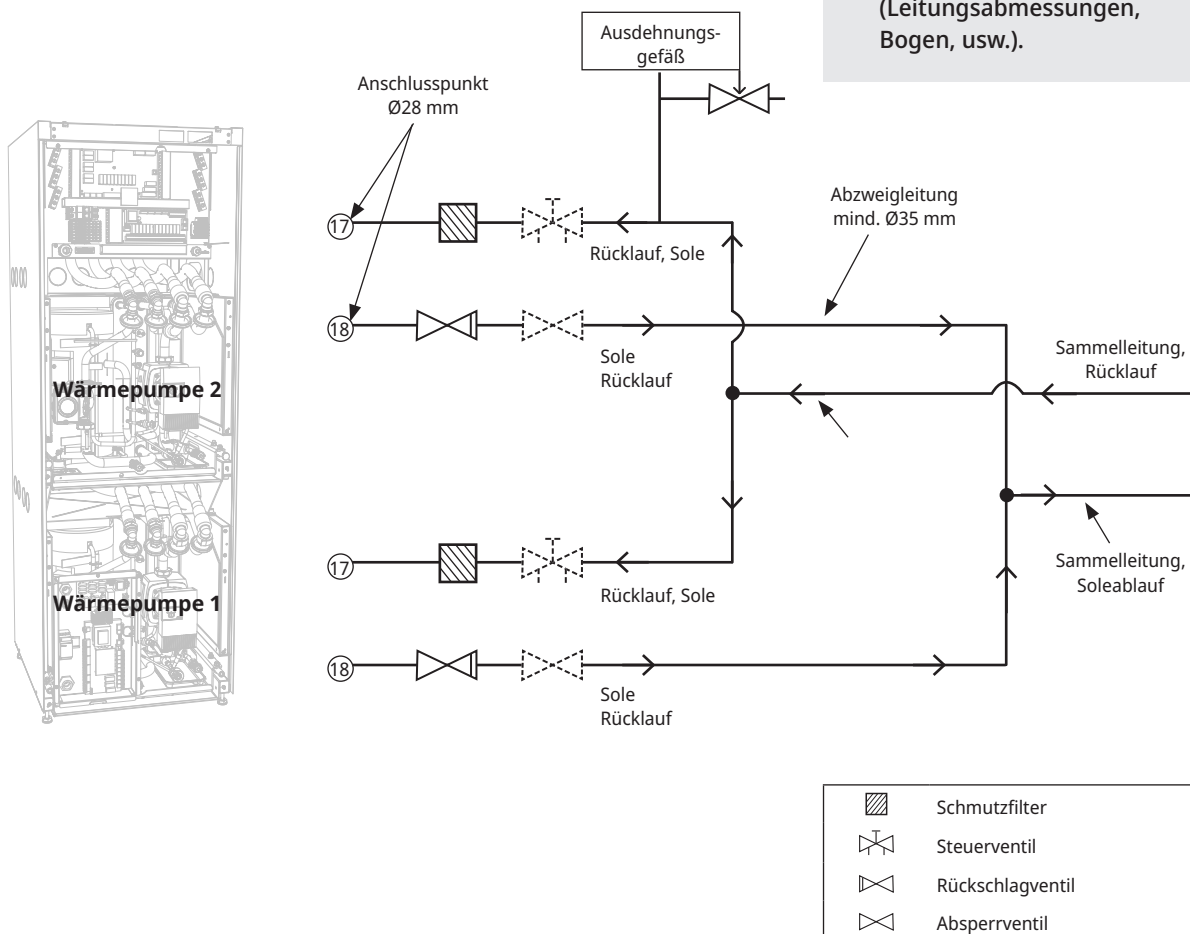 (Leitungsabmessungen,
Bogen, usw.).
Ausdehnungs-
gefäß
Anschlusspunkt
Ø28 mm
Abzweigleitung
mind. Ø35 mm
17
Rücklauf, Sole
18
Sole
Rücklauf
Sammelleitung,
Rücklauf
Wärmepumpe 2
17
Rücklauf, Sole
Sammelleitung,
Soleablauf
Wärmepumpe 1
18
Sole
Rücklauf
Schmutzfilter
Steuerventil
Rückschlagventil
Absperrventil